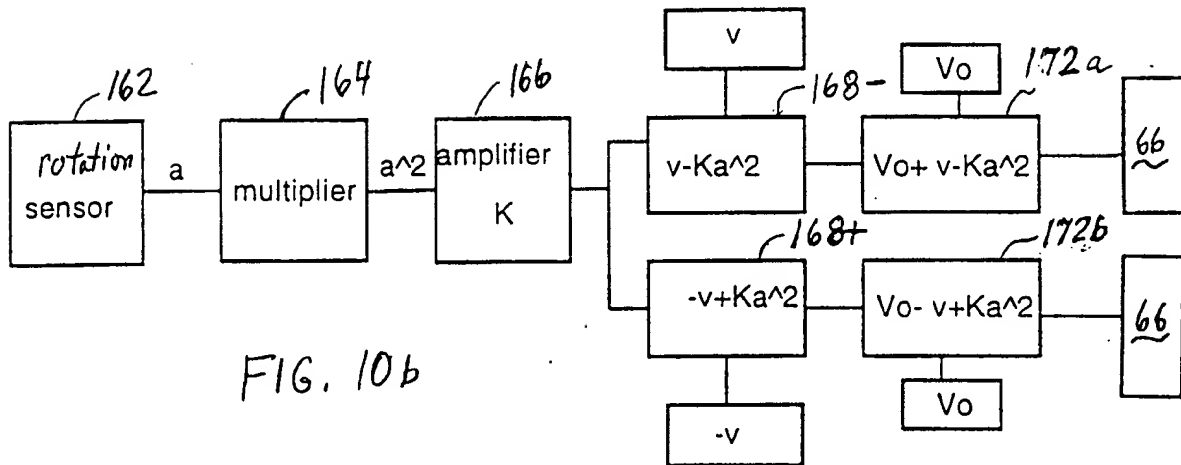 v
162
164
166
168-
Vo
172a
rotation
sensor
a
multiplier
a^2
amplifier
K
v-Ka^2
Vo+ v-Ka^2
66
168+
172b
-v+Ka^2
Vo- v+Ka^2
66
FIG. 10b
-v
Vo